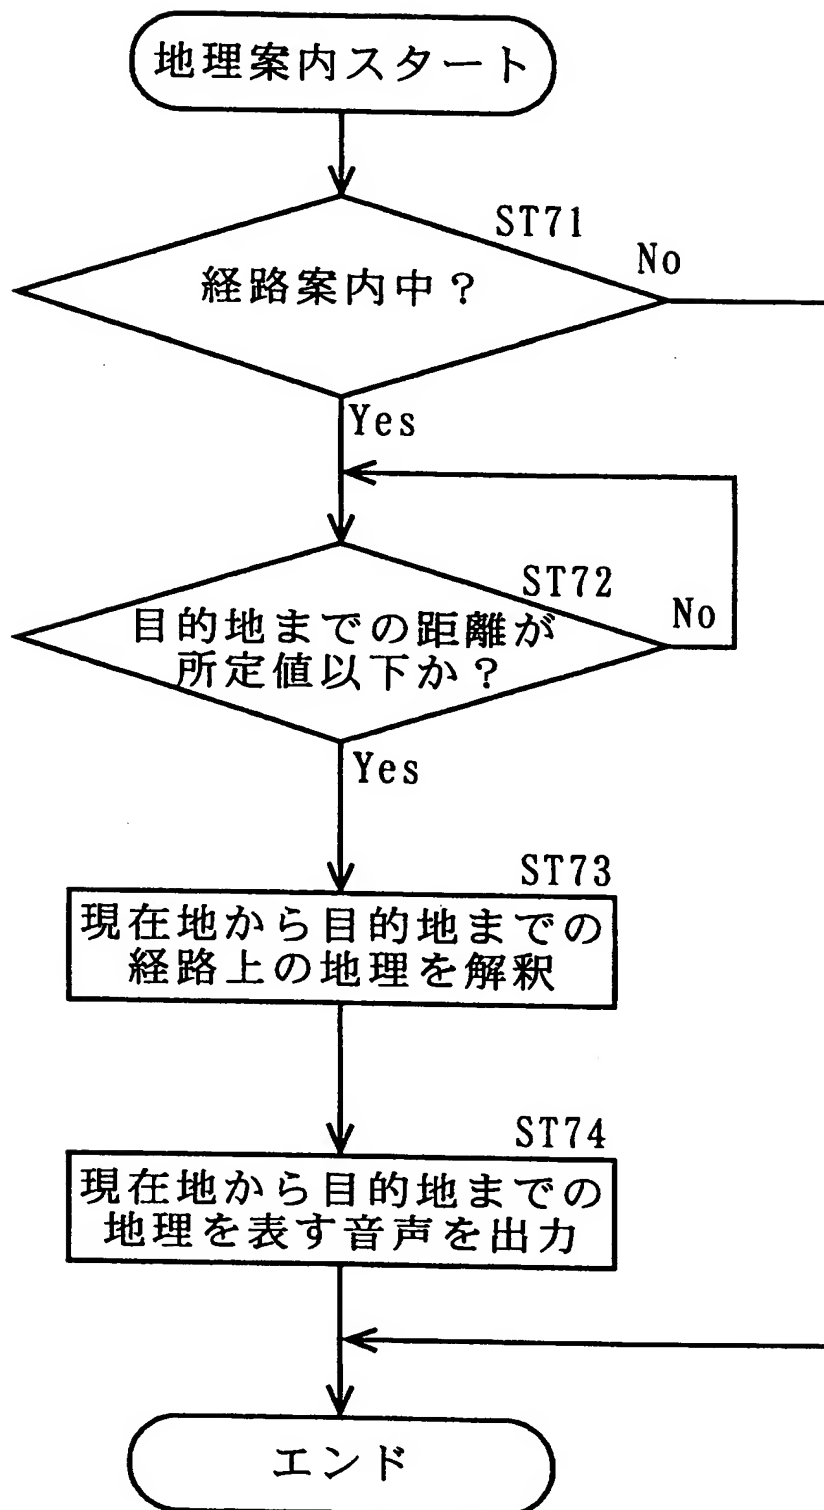 地理案内スタート
ST71
No
経路案内中?
Yes
ST72
目的地までの距離が
No
所定値以下か?
Yes
ST73
現在地から目的地までの
経路上の地理を解釈
ST74
現在地から目的地までの
地理を表す音声を出力
エンド